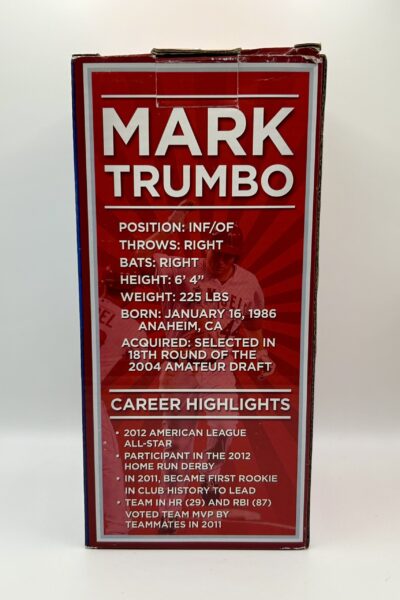 MARK
TRUMBO
POSITION: INF/OF
THROWS: RIGHT
BATS: RIGHT
HEIGHT: 6' 4”
WEIGHT: 225 LBS
BORN: JANUARY 16, 1986
ANAHEIM, CA
ACQUIRED: SELECTED IN
18TH ROUND OF THE
2004 AMATEUR DRAFT
CAREER HIGHLIGHTS
• 2012 AMERICAN LEAGUE
ALL-STAR
• PARTICIPANT IN THE 2012
HOME RUN DERBY
• IN 2011, BECAME FIRST ROOKIE
IN CLUB HISTORY TO LEAD
• TEAM IN HR (29) AND RBI (87)
VOTED TEAM MVP BY
TEAMMATES IN 2011